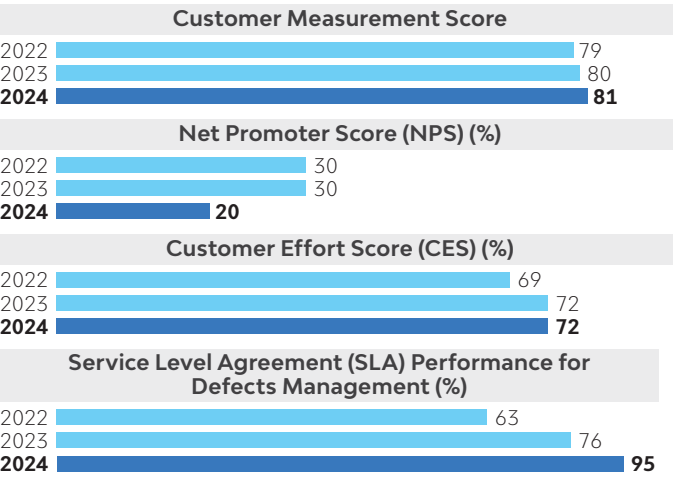 Customer Measurement Score
2022 79
2023 80
2024 81
Net Promoter Score (NPS) (%)
2022 30
2023 30
2024 20
Customer Effort Score (CES) (%)
2022 69
2023 72
2024 72
Service Level Agreement (SLA) Performance for
Defects Management (%)
2022 63
2023 76
2024 95